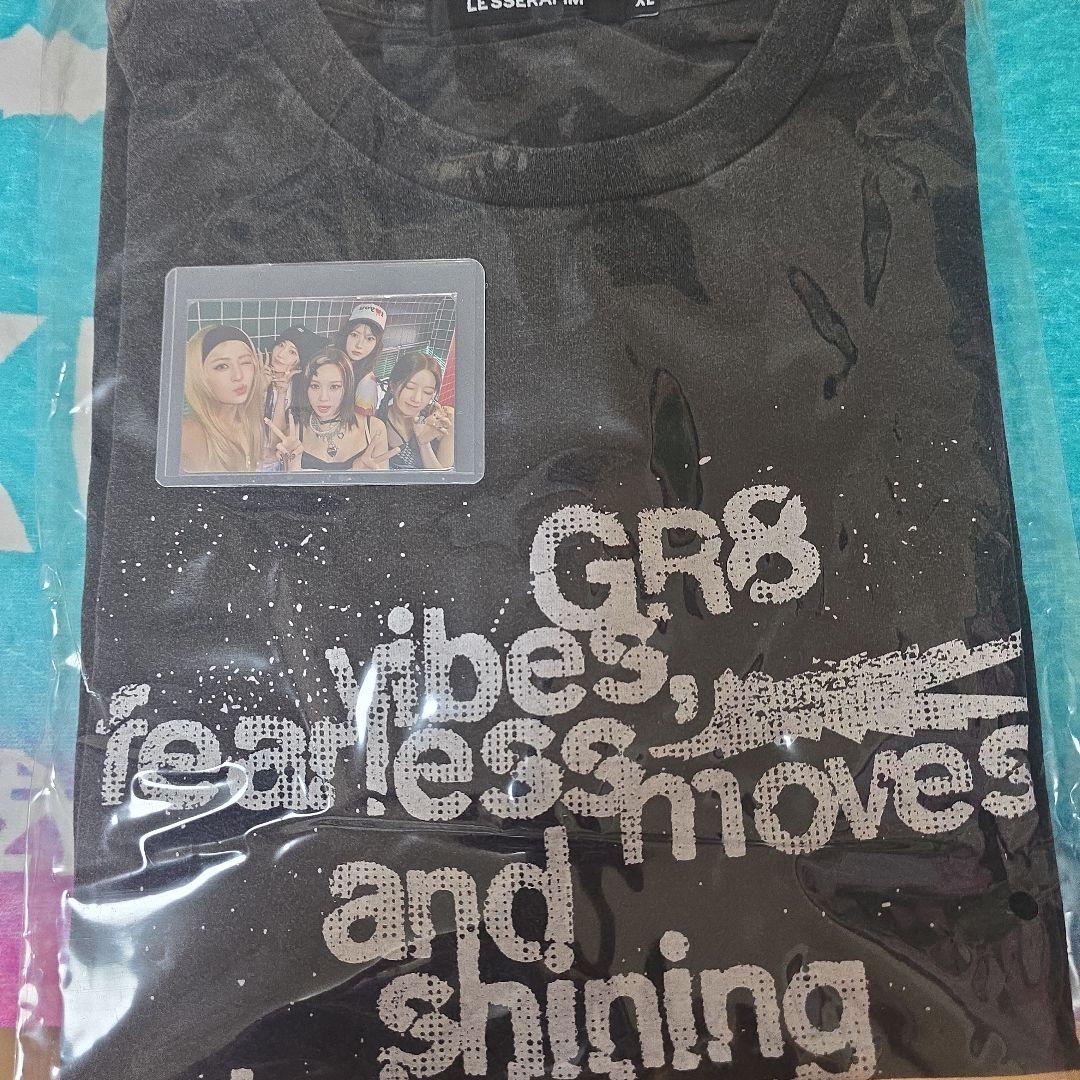 LE SSERAFIM XL
GR8
vibes,
fearless moves
and
shining